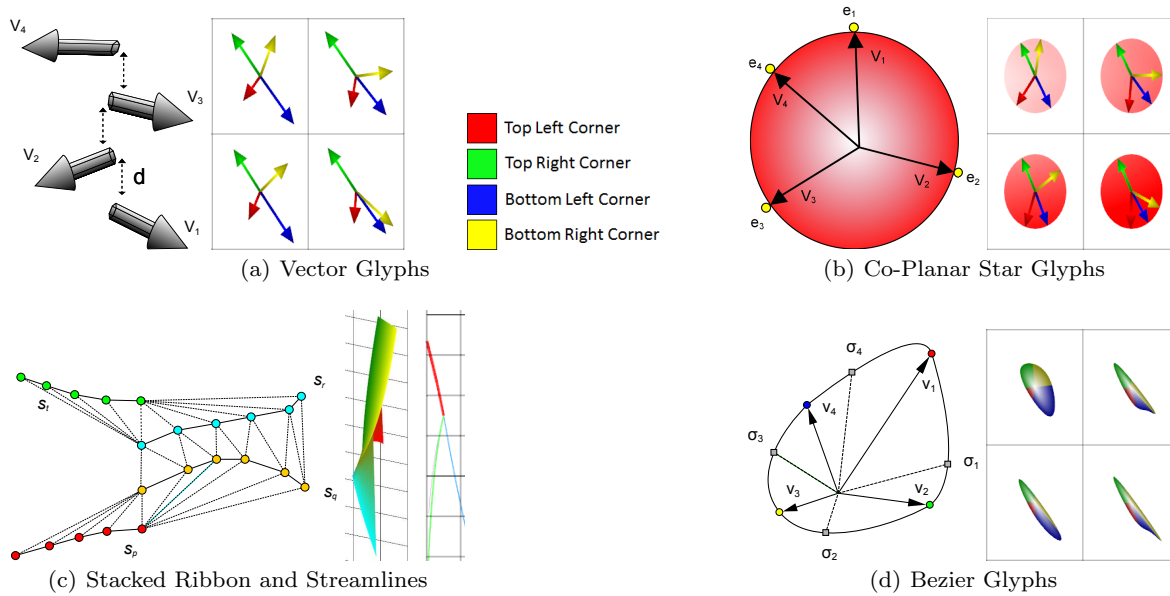 V4
V3
V2
d
V1
Top Left Corner
Top Right Corner
Bottom Left Corner
Bottom Right Corner
(a) Vector Glyphs
e1
e4
V1
V4
V2
V3
e2
e3
(b) Co-Planar Star Glyphs
St
Sr
Sq
Sp
(c) Stacked Ribbon and Streamlines
σ4
v1
v4
σ3
σ1
v3
v2
σ2
(d) Bezier Glyphs